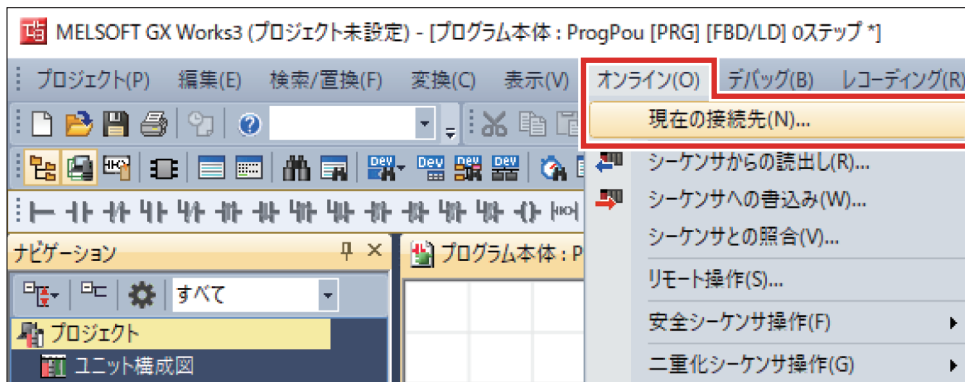 MELSOFT GX Works3 (プロジェクト未設定) - [プログラム本体 : ProgPou [PRG] [FBD/LD] 0ステップ *]
プロジェクト(P) 編集(E) 検索/置換(F) 変換(C) 表示(V) オンライン(O) デバッグ(B) レコーディング(R)
現在の接続先(N)...
シーケンサからの読出し(R)...
シーケンサへの書込み(W)...
シーケンサとの照合(V)...
リモート操作(S)...
安全シーケンサ操作(F)
二重化シーケンサ操作(G)
ナビゲーション
プログラム本体 : P
すべて
プロジェクト
ユニット構成図